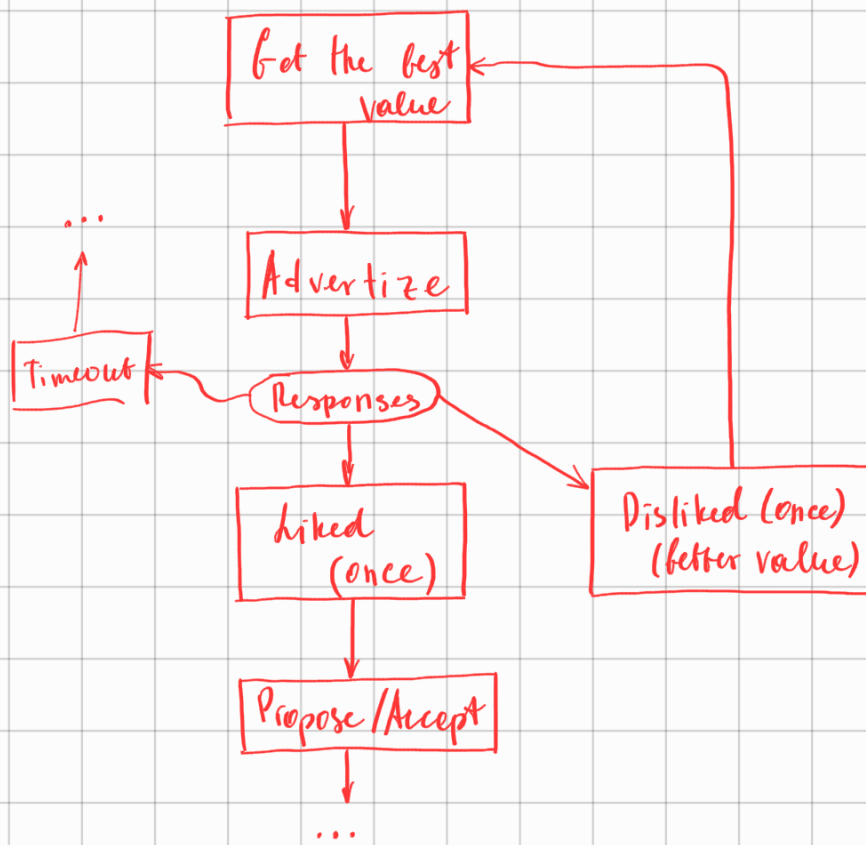 Get the best
value
...
Advertize
Timeout
Responses
Liked
(once)
Disliked (once)
(better value)
Propose/Accept
...